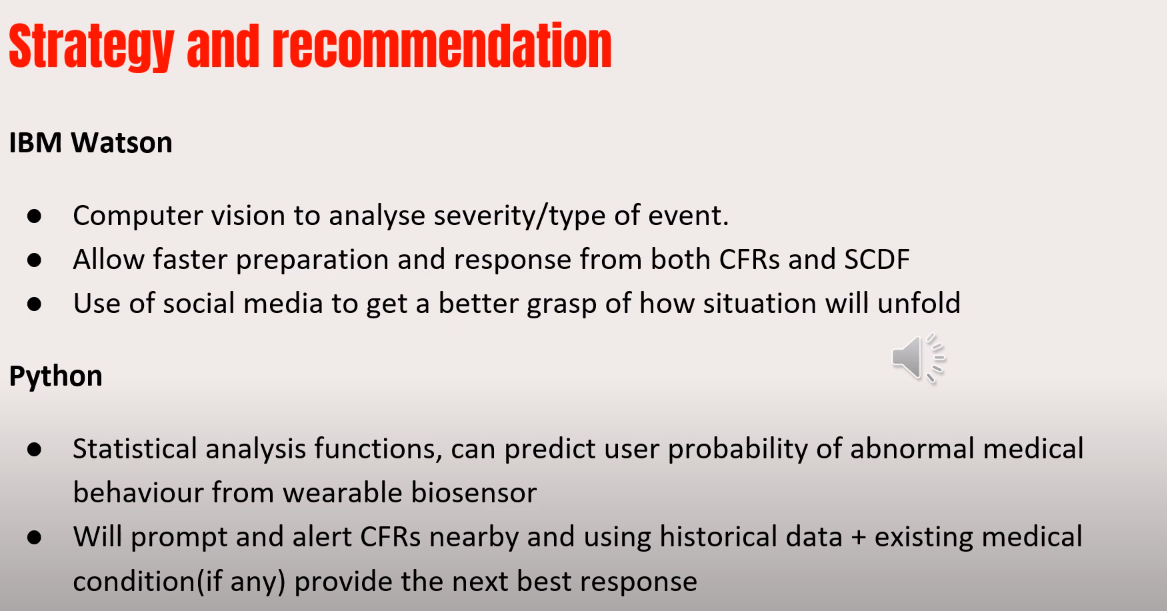 Strategy and recommendation
IBM Watson
● Computer vision to analyse severity/type of event.
● Allow faster preparation and response from both CFRs and SCDF
● Use of social media to get a better grasp of how situation will unfold
Python
● Statistical analysis functions, can predict user probability of abnormal medical
behaviour from wearable biosensor
● Will prompt and alert CFRs nearby and using historical data + existing medical
condition(if any) provide the next best response